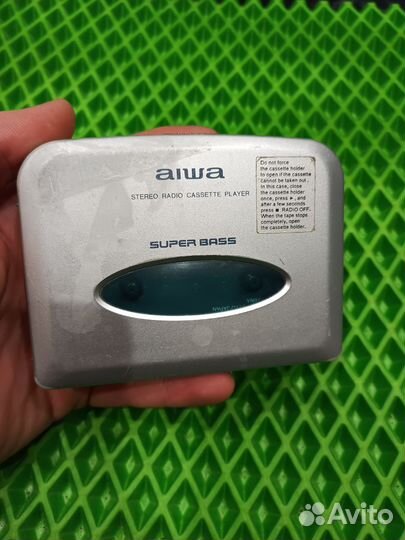 aiwa
STEREO RADIO CASSETTE PLAYER
Do not force
the cassette holder
to open if the cassette
cannot be taken out .
In this case, close
the cassette holder
once, press ►, and
after a few seconds
press ■ RADIO OFF.
When the tape stops
completely, open
the cassette holder.
SUPER BASS
Avito